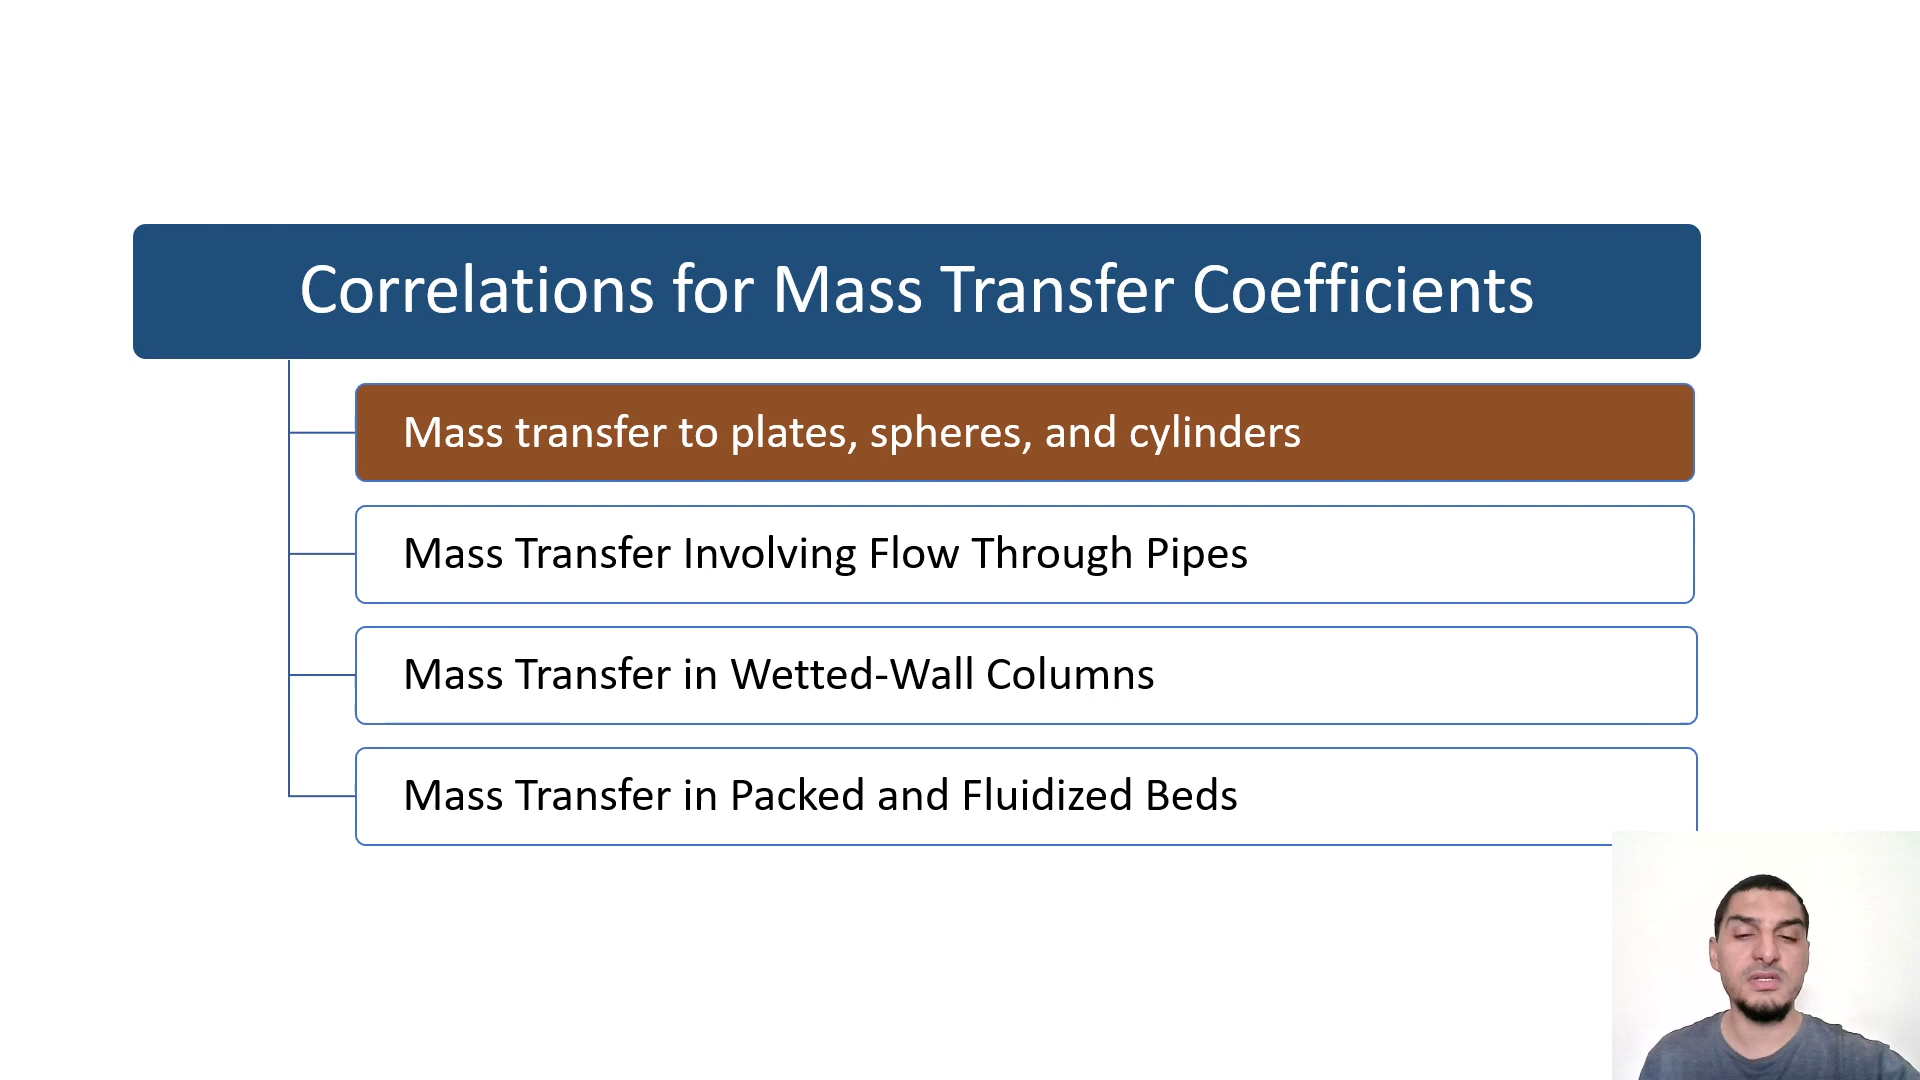 Correlations for Mass Transfer Coefficients
Mass transfer to plates, spheres, and cylinders
Mass Transfer Involving Flow Through Pipes
Mass Transfer in Wetted-Wall Columns
Mass Transfer in Packed and Fluidized Beds